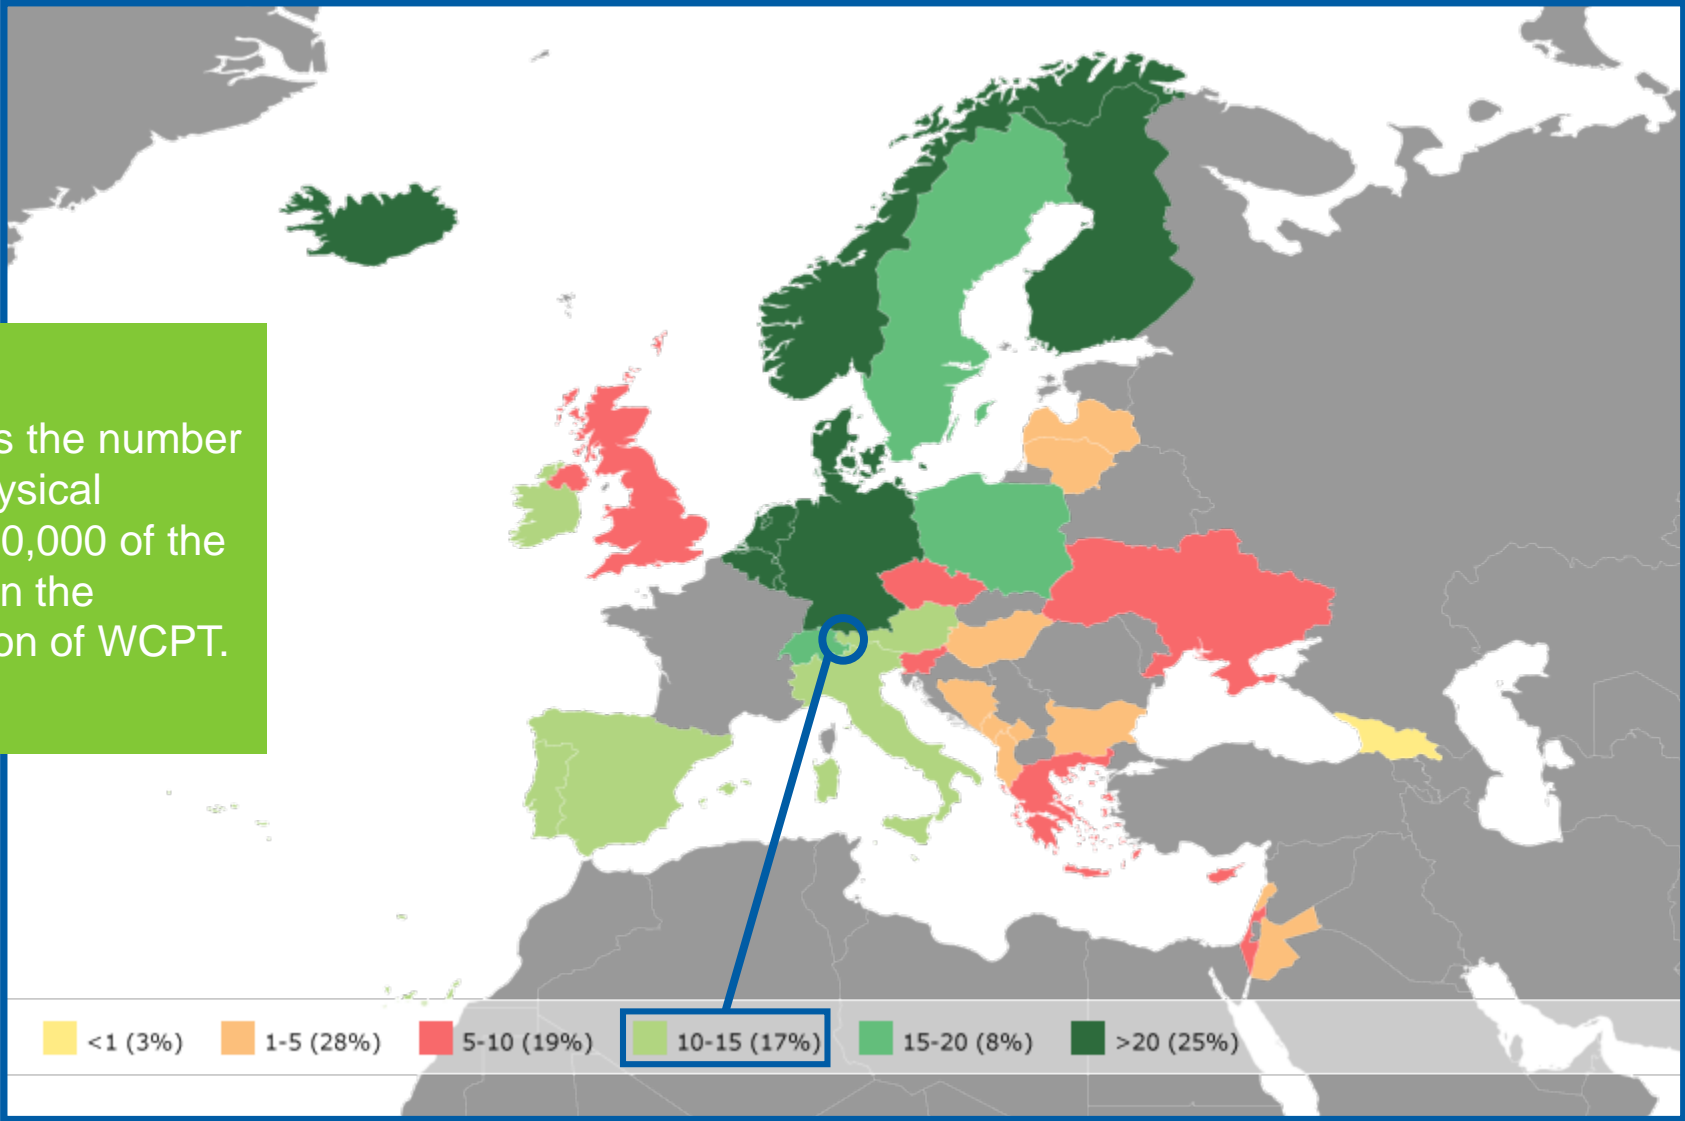 s the number
ysical
0,000 of the
n the
on of WCPT.
<1 (3%)
1-5 (28%)
5-10 (19%)
10-15 (17%)
15-20 (8%)
>20 (25%)